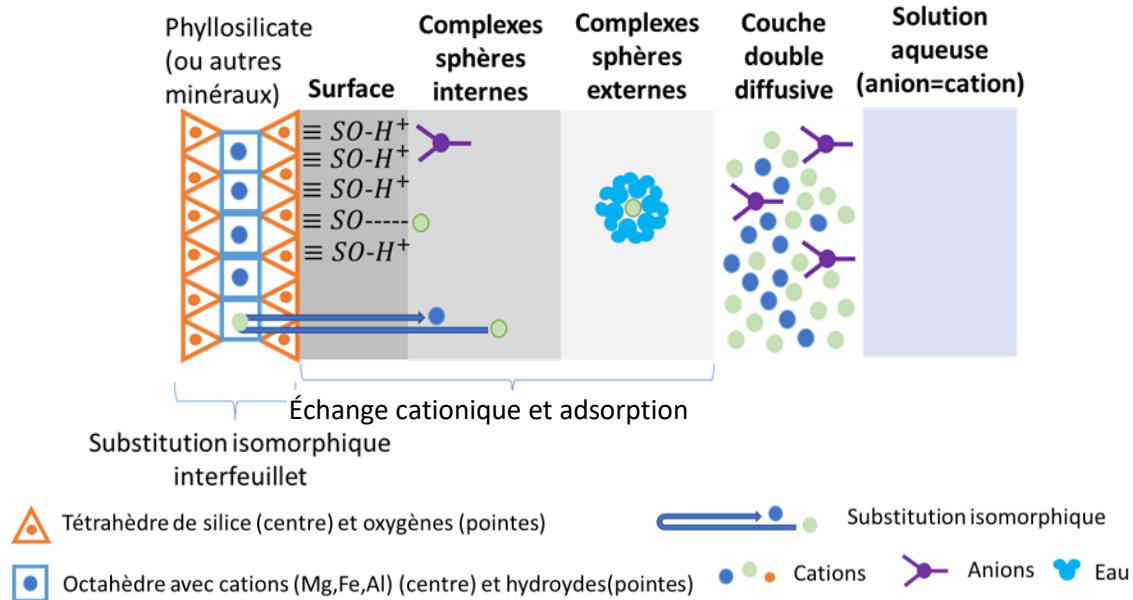 Phyllosilicate
(ou autres
minéraux)
Surface
Complexes
sphères
internes
Complexes
sphères
externes
Couche
double
diffusive
Solution
aqueuse
(anion=cation)
≡ SO-H⁺
≡ SO-H⁺
≡ SO-H⁺
≡ SO-----
≡ SO-H⁺
Échange cationique et adsorption
Substitution isomorphique
interfeuillet
Tétrahèdre de silice (centre) et oxygènes (pointes)
Substitution isomorphique
Octahèdre avec cations (Mg,Fe,Al) (centre) et hydroydes(pointes)
Cations
Anions
Eau